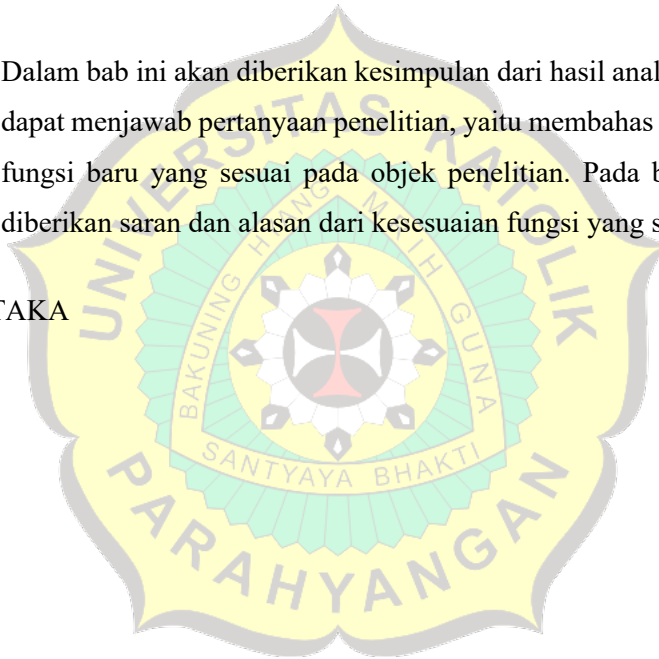 Dalam bab ini akan diberikan kesimpulan dari hasil anal
dapat menjawab pertanyaan penelitian, yaitu membahas
fungsi baru yang sesuai pada objek penelitian. Pada b
diberikan saran dan alasan dari kesesuaian fungsi yang s
TAKA
UNIVERSITAS KATOLIK
BAKUNING HYANG MRIH GUNA
SANTYAYA BHAKTI
PARAHYANGAN